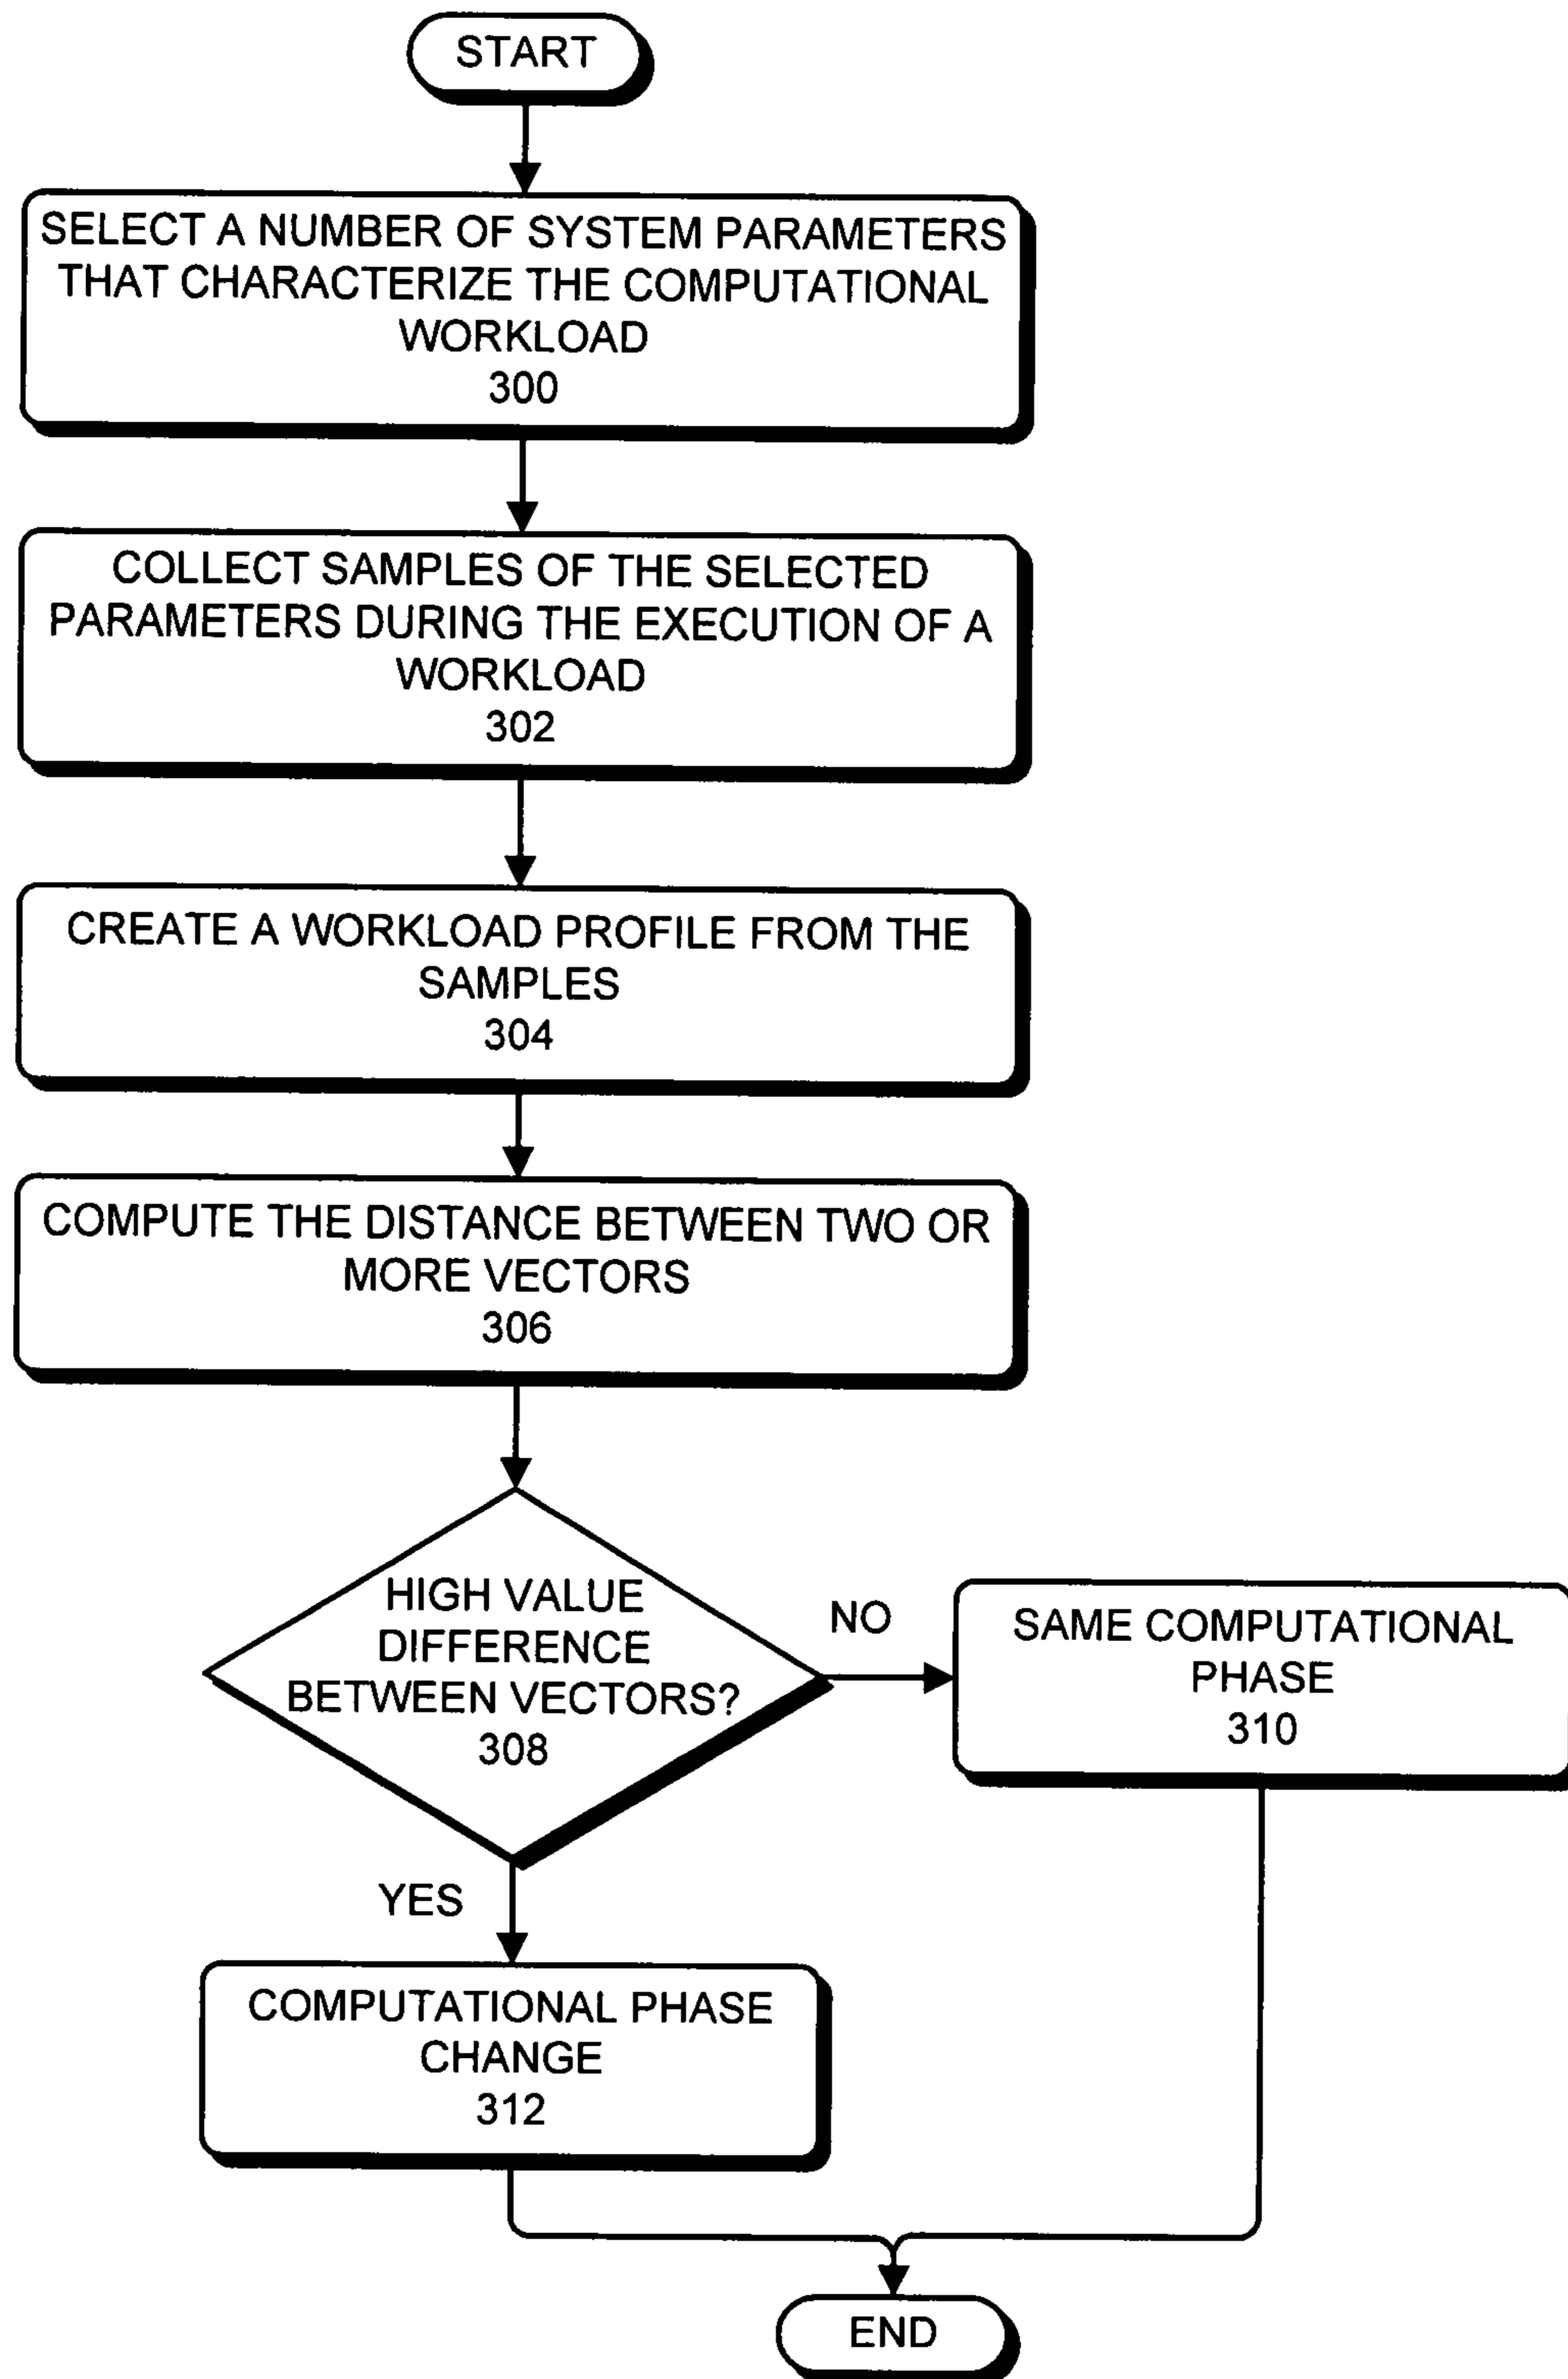 START
SELECT A NUMBER OF SYSTEM PARAMETERS
THAT CHARACTERIZE THE COMPUTATIONAL
WORKLOAD
300
COLLECT SAMPLES OF THE SELECTED
PARAMETERS DURING THE EXECUTION OF A
WORKLOAD
302
CREATE A WORKLOAD PROFILE FROM THE
SAMPLES
304
COMPUTE THE DISTANCE BETWEEN TWO OR
MORE VECTORS
306
HIGH VALUE
DIFFERENCE
BETWEEN VECTORS?
308
NO
SAME COMPUTATIONAL
PHASE
310
YES
COMPUTATIONAL PHASE
CHANGE
312
END